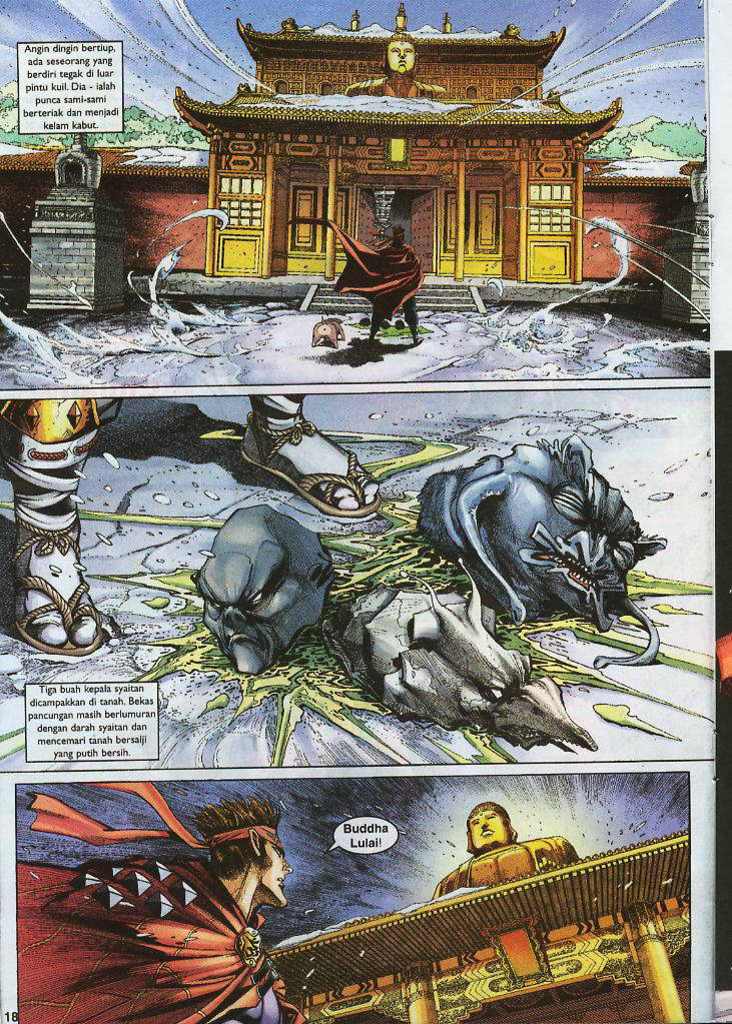 Angin dingin bertiup,
ada seseorang yang
berdiri tegak di luar
pintu kuil. Dia - ialah
punca sami-sami
berteriak dan menjadi
kelam kabut.
Tiga buah kepala syaitan
dicampakkan di tanah. Bekas
pancungan masih berlumuran
dengan darah syaitan dan
mencemari tanah bersalji
yang putih bersih.
Buddha
Lulai!
18